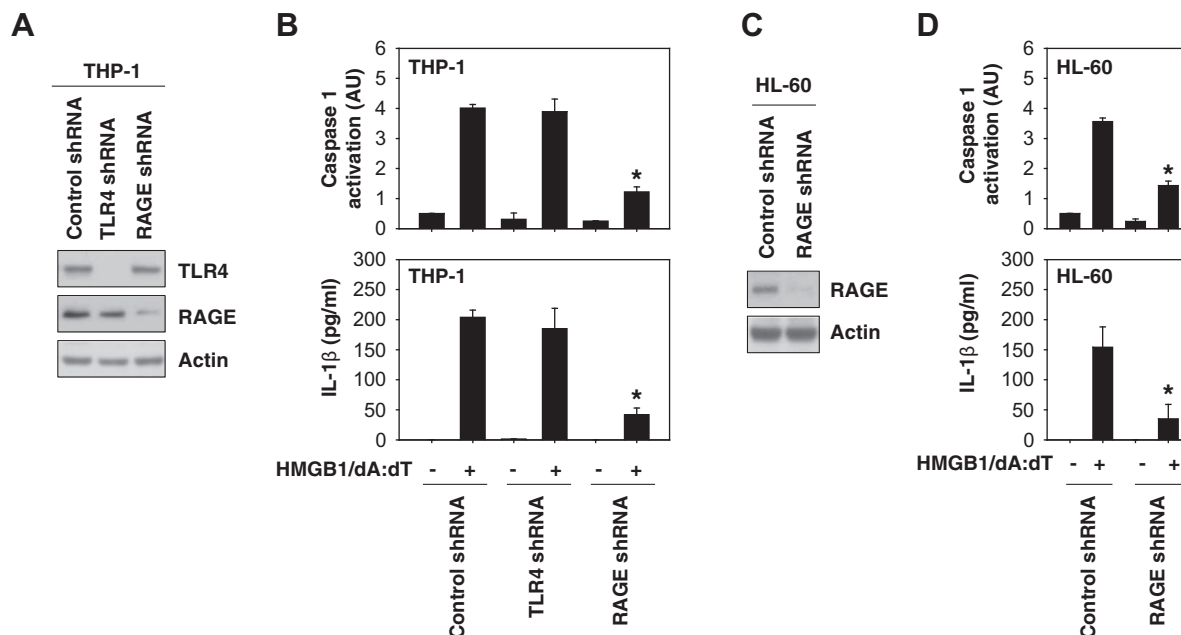 A
THP-1
Control shRNA
TLR4 shRNA
RAGE shRNA
TLR4
RAGE
Actin
B
THP-1
Caspase 1
activation (AU)
6
5
4
3
2
1
0
*
THP-1
IL-1β (pg/ml)
300
250
200
150
100
50
0
*
HMGB1/dA:dT - + - + - +
Control shRNA
TLR4 shRNA
RAGE shRNA
C
HL-60
Control shRNA
RAGE shRNA
RAGE
Actin
D
HL-60
Caspase 1
activation (AU)
6
5
4
3
2
1
0
*
HL-60
IL-1β (pg/ml)
300
250
200
150
100
50
0
*
HMGB1/dA:dT - + - +
Control shRNA
RAGE shRNA